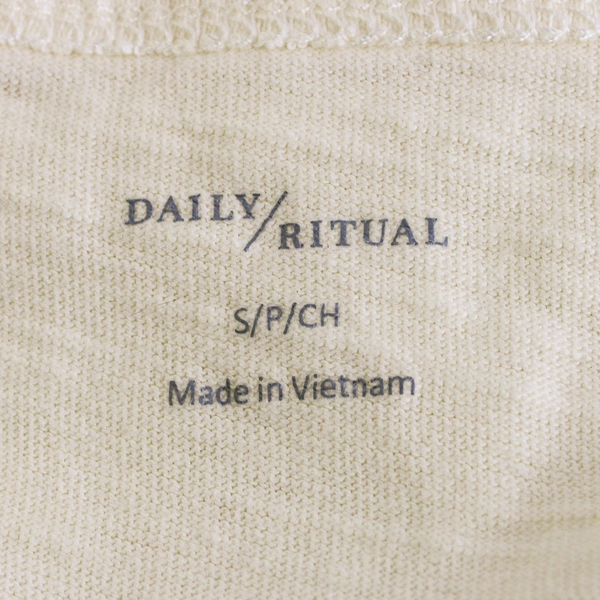 DAILY/RITUAL
S/P/CH
Made in Vietnam